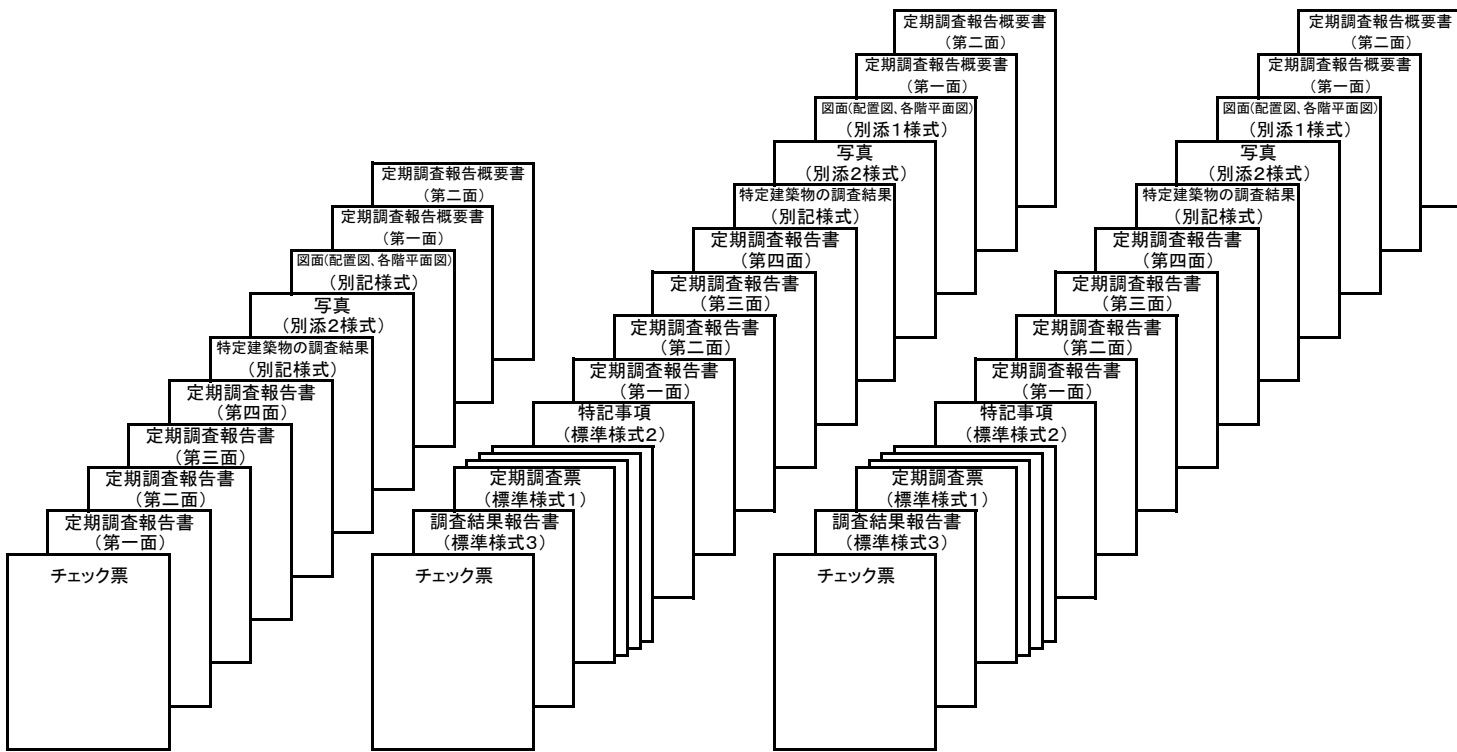 定期調査報告概要書
(第二面)
定期調査報告概要書
(第一面)
図面(配置図、各階平面図)
(別記様式)
写真
(別添2様式)
特定建築物の調査結果
(別記様式)
定期調査報告書
(第四面)
定期調査報告書
(第三面)
定期調査報告書
(第二面)
定期調査報告書
(第一面)
チェック票
定期調査報告概要書
(第二面)
定期調査報告概要書
(第一面)
図面(配置図、各階平面図)
(別添1様式)
写真
(別添2様式)
特定建築物の調査結果
(別記様式)
定期調査報告書
(第四面)
定期調査報告書
(第三面)
定期調査報告書
(第二面)
定期調査報告書
(第一面)
特記事項
(標準様式2)
定期調査票
(標準様式1)
調査結果報告書
(標準様式3)
チェック票
定期調査報告概要書
(第二面)
定期調査報告概要書
(第一面)
図面(配置図、各階平面図)
(別添1様式)
写真
(別添2様式)
特定建築物の調査結果
(別記様式)
定期調査報告書
(第四面)
定期調査報告書
(第三面)
定期調査報告書
(第二面)
定期調査報告書
(第一面)
特記事項
(標準様式2)
定期調査票
(標準様式1)
調査結果報告書
(標準様式3)
チェック票